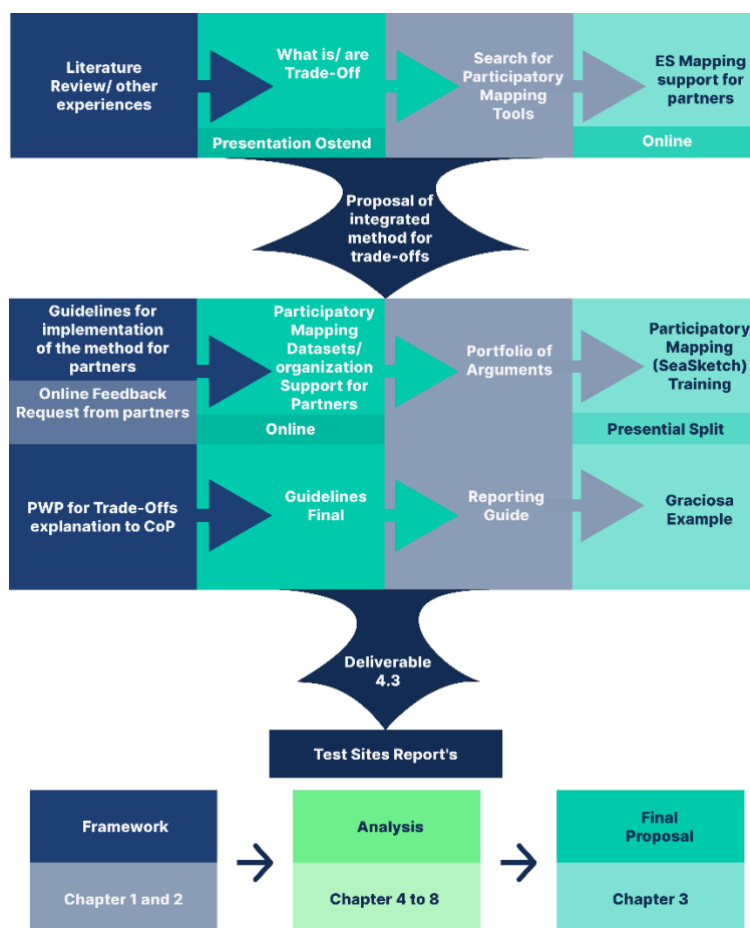 Literature
Review/ other
experiences
What is/ are
Trade-Off
Presentation Ostend
Search for
Participatory
Mapping
Tools
ES Mapping
support for
partners
Online
Proposal of
integrated
method for
trade-offs
Guidelines for
implementation
of the method for
partners
Online Feedback
Request from partners
Participatory
Mapping
Datasets/
organization
Support for
Partners
Online
Portfolio of
Arguments
Participatory
Mapping
(SeaSketch)
Training
Presential Split
PWP for Trade-Offs
explanation to CoP
Guidelines
Final
Reporting
Guide
Graciosa
Example
Deliverable
4.3
Test Sites Report's
Framework
Chapter 1 and 2
Analysis
Chapter 4 to 8
Final
Proposal
Chapter 3